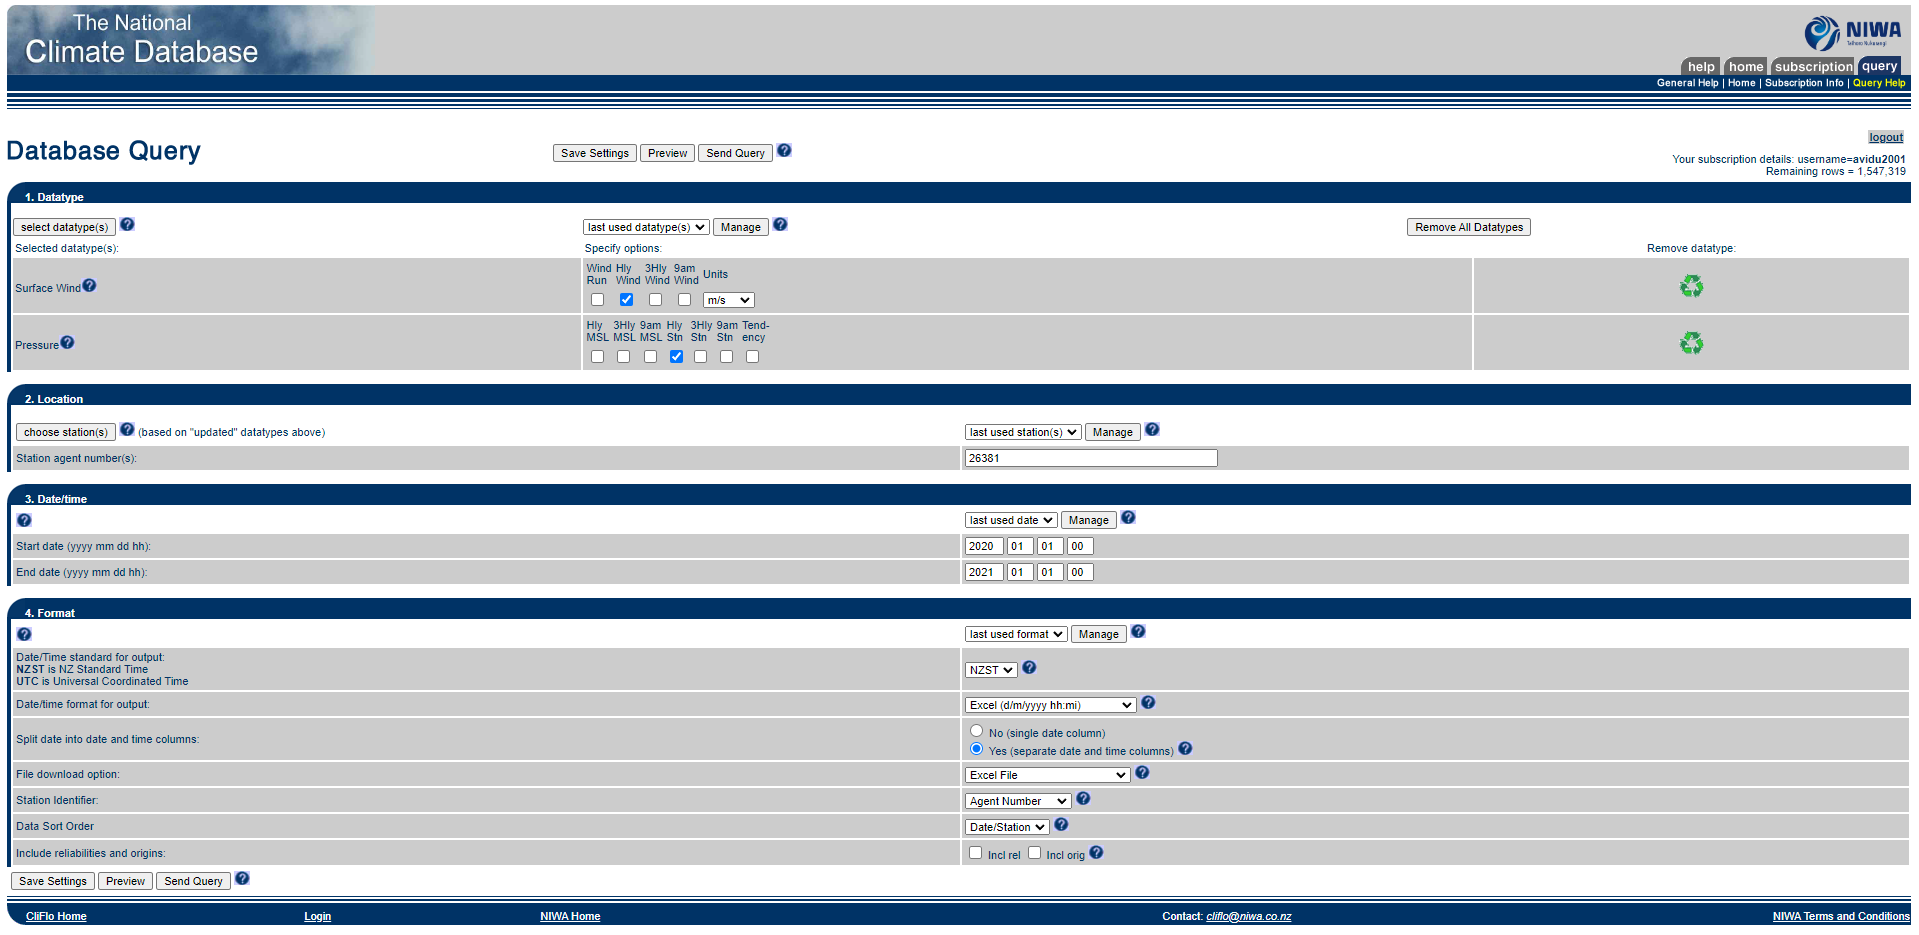 The National
Climate Database
NIWA
Taihoro Nukurangi
help home subscription query
General Help | Home | Subscription Info | Query Help
logout
Database Query
Save Settings Preview Send Query ?
Your subscription details: username=avidu2001
Remaining rows = 1,547,319
1. Datatype
select datatype(s) ? last used datatype(s) Manage ? Remove All Datatypes
Selected datatype(s): Specify options: Remove datatype:
Wind Hly 3Hly 9am Units
Run Wind Wind Wind
Surface Wind ? m/s
Hly 3Hly 9am Hly 3Hly 9am Tend-
MSL MSL MSL Stn Stn Stn ency
Pressure ?
2. Location
choose station(s) ? (based on "updated" datatypes above) last used station(s) Manage ?
Station agent number(s): 26381
3. Date/time
? last used date Manage ?
Start date (yyyy mm dd hh): 2020 01 01 00
End date (yyyy mm dd hh): 2021 01 01 00
4. Format
? last used format Manage ?
Date/Time standard for output:
NZST is NZ Standard Time
UTC is Universal Coordinated Time
NZST ?
Date/time format for output: Excel (d/m/yyyy hh:mi) ?
Split date into date and time columns:
No (single date column)
Yes (separate date and time columns) ?
File download option: Excel File ?
Station Identifier: Agent Number ?
Data Sort Order Date/Station ?
Include reliabilities and origins: Incl rel Incl orig ?
Save Settings Preview Send Query ?
CliFlo Home Login NIWA Home Contact: cliflo@niwa.co.nz NIWA Terms and Conditions